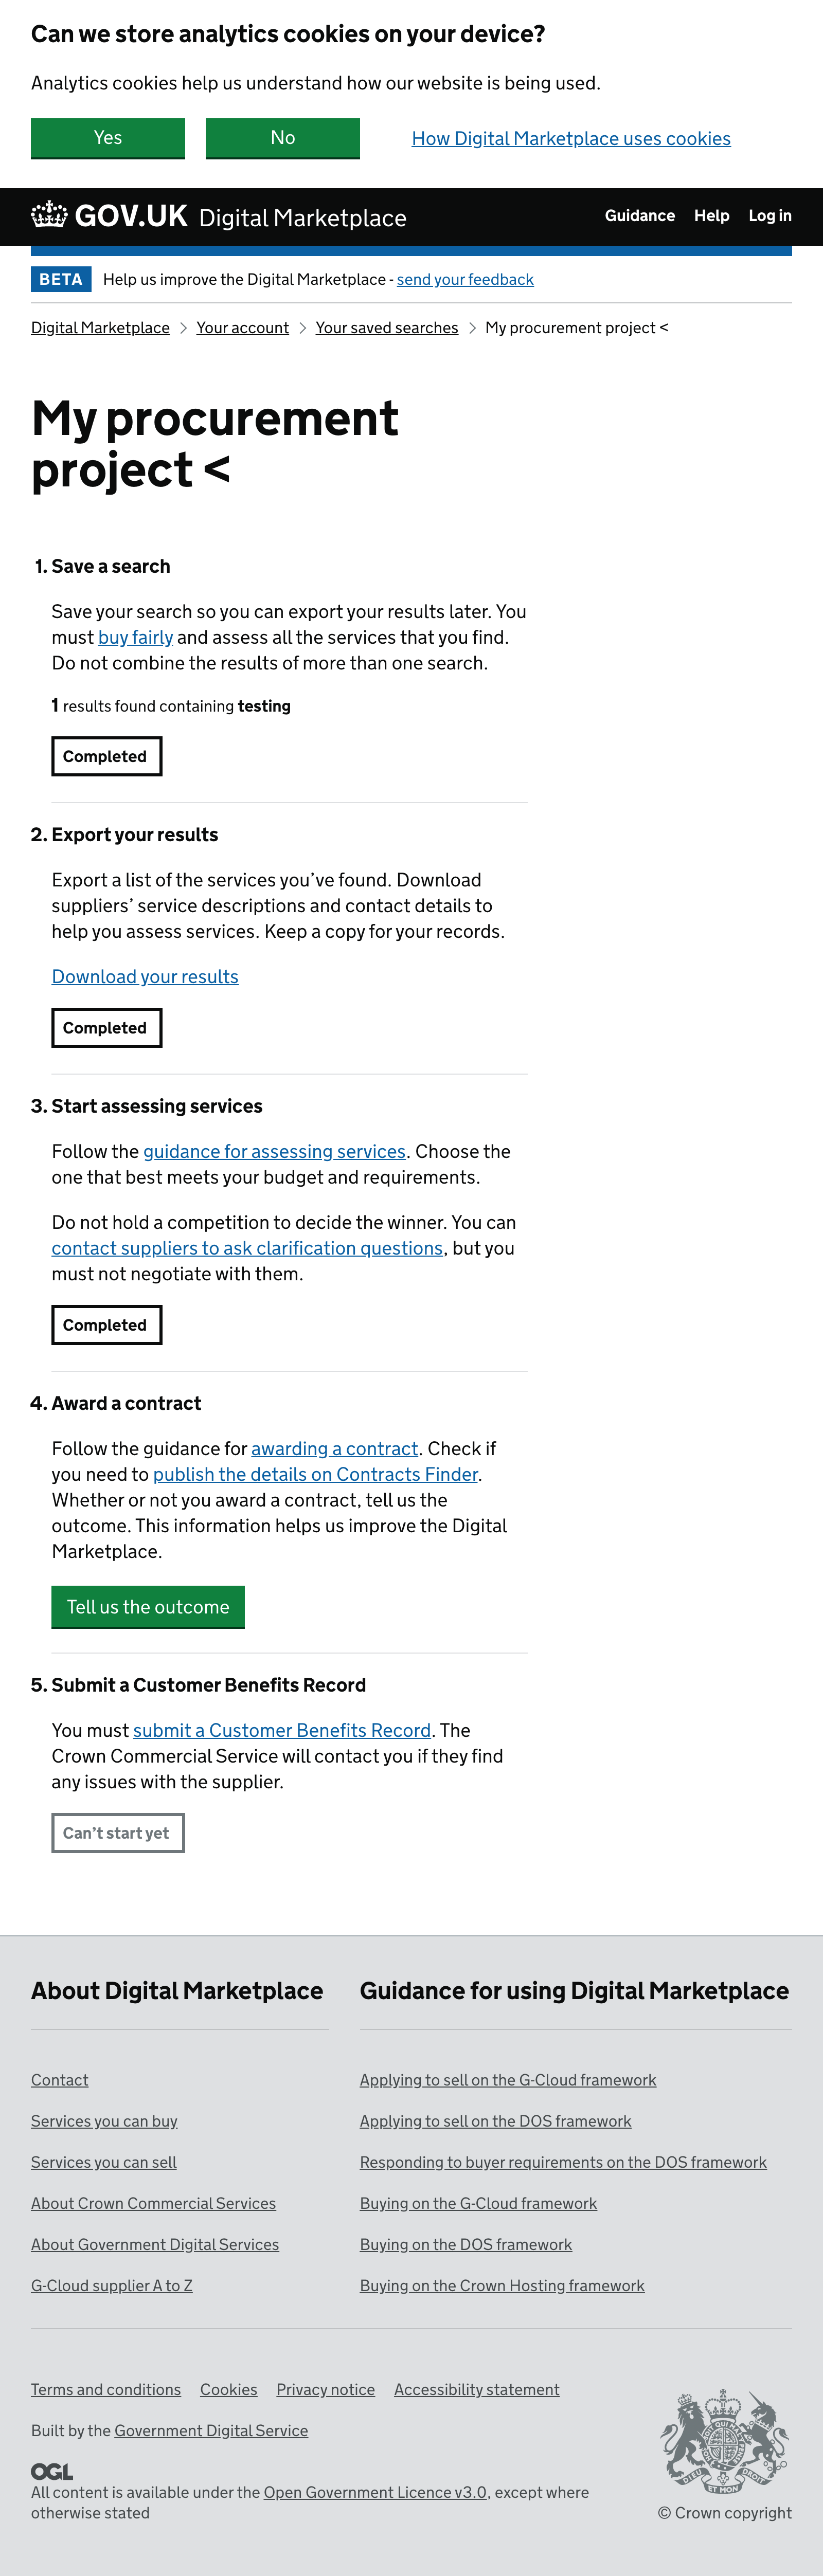 Can we store analytics cookies on your device?
Analytics cookies help us understand how our website is being used.
Yes No How Digital Marketplace uses cookies
GOV.UK Digital Marketplace Guidance Help Log in
BETA Help us improve the Digital Marketplace - send your feedback
Digital Marketplace Your account Your saved searches My procurement project <
My procurement
project <
1. Save a search
Save your search so you can export your results later. You
must buy fairly and assess all the services that you find.
Do not combine the results of more than one search.
1 results found containing testing
Completed
2. Export your results
Export a list of the services you’ve found. Download
suppliers’ service descriptions and contact details to
help you assess services. Keep a copy for your records.
Download your results
Completed
3. Start assessing services
Follow the guidance for assessing services. Choose the
one that best meets your budget and requirements.
Do not hold a competition to decide the winner. You can
contact suppliers to ask clarification questions, but you
must not negotiate with them.
Completed
4. Award a contract
Follow the guidance for awarding a contract. Check if
you need to publish the details on Contracts Finder.
Whether or not you award a contract, tell us the
outcome. This information helps us improve the Digital
Marketplace.
Tell us the outcome
5. Submit a Customer Benefits Record
You must submit a Customer Benefits Record. The
Crown Commercial Service will contact you if they find
any issues with the supplier.
Can’t start yet
About Digital Marketplace
Contact
Services you can buy
Services you can sell
About Crown Commercial Services
About Government Digital Services
G-Cloud supplier A to Z
Guidance for using Digital Marketplace
Applying to sell on the G-Cloud framework
Applying to sell on the DOS framework
Responding to buyer requirements on the DOS framework
Buying on the G-Cloud framework
Buying on the DOS framework
Buying on the Crown Hosting framework
Terms and conditions Cookies Privacy notice Accessibility statement
Built by the Government Digital Service
OGL
All content is available under the Open Government Licence v3.0, except where
otherwise stated
DIEU ET MON DROIT
© Crown copyright